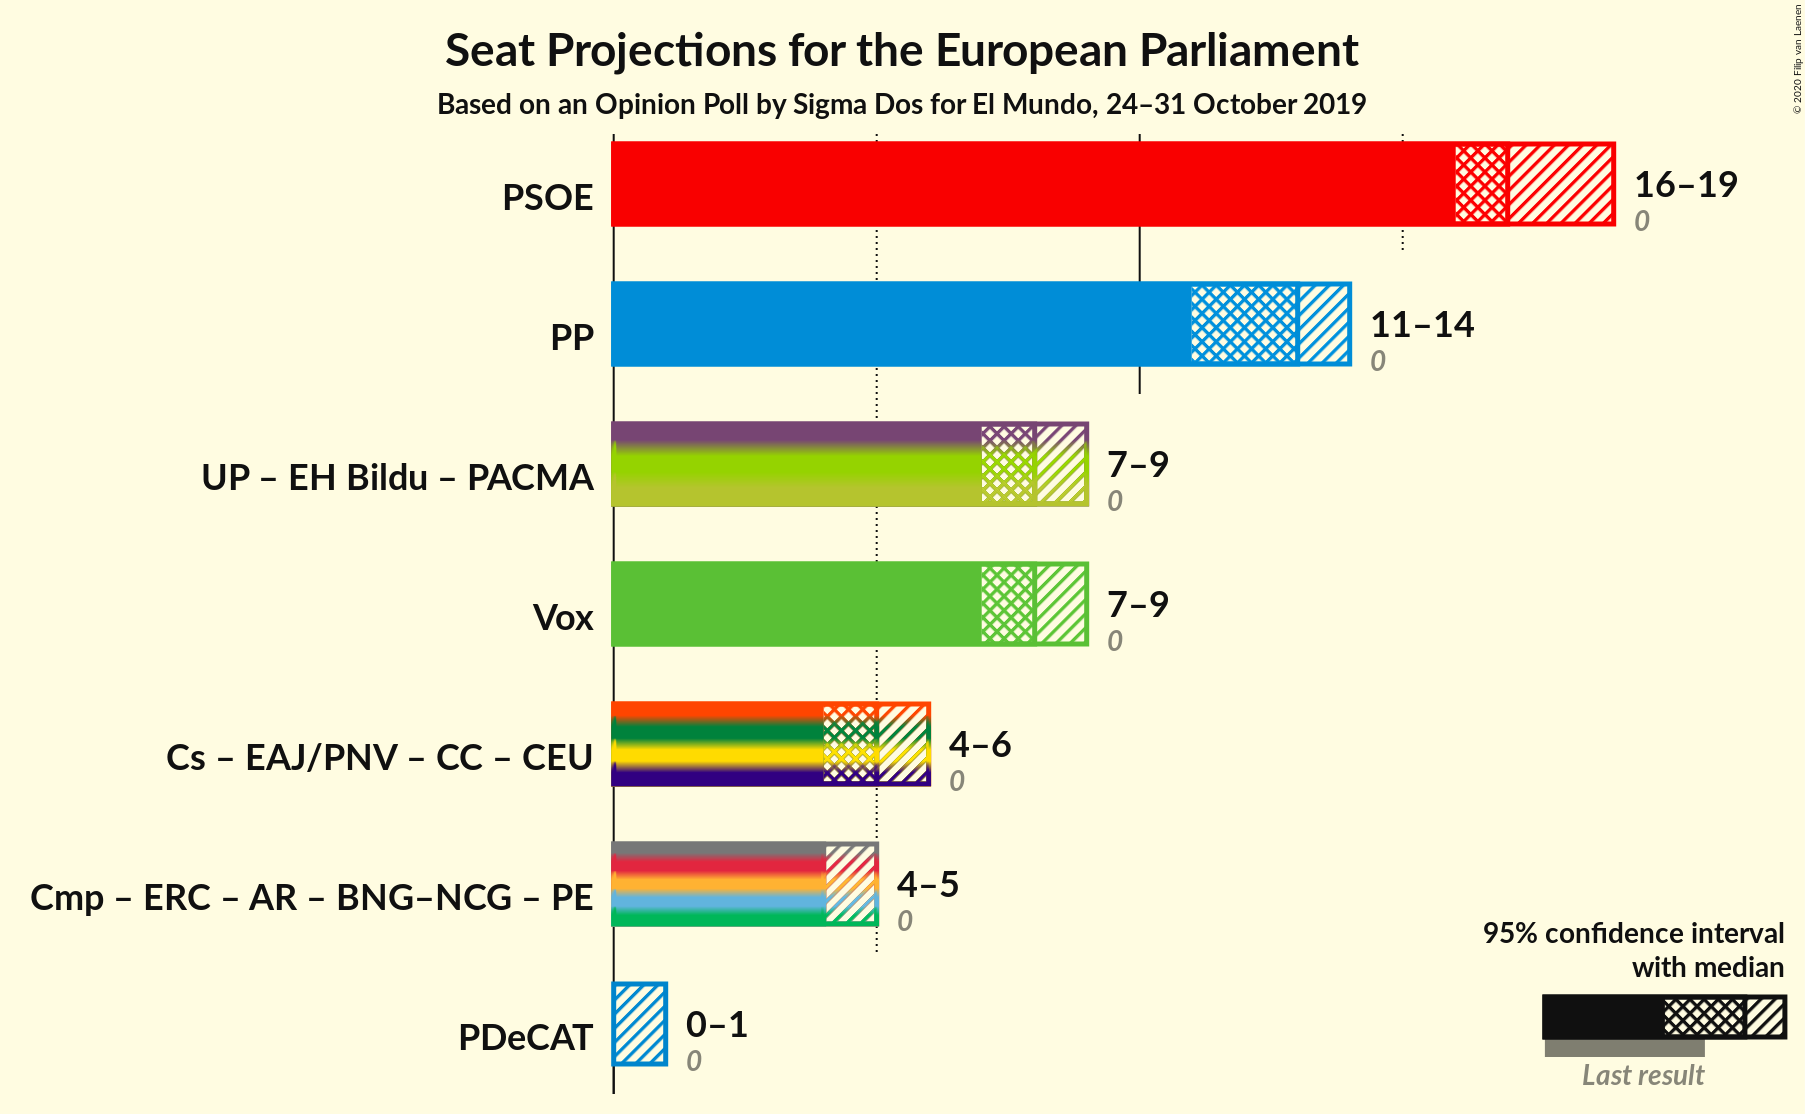 Seat Projections for the European Parliament
Based on an Opinion Poll by Sigma Dos for El Mundo, 24–31 October 2019
© 2020 Filip van Laenen
PSOE
16–19
0
PP
11–14
0
UP – EH Bildu – PACMA
7–9
0
Vox
7–9
0
Cs – EAJ/PNV – CC – CEU
4–6
0
Cmp – ERC – AR – BNG–NCG – PE
4–5
0
PDeCAT
0–1
0
95% confidence interval
with median
Last result